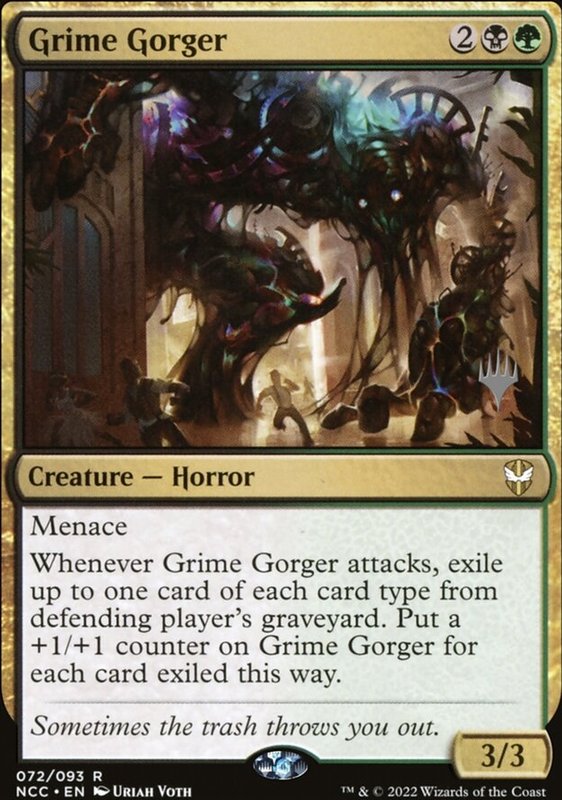 Grime Gorger 2
Creature — Horror
Menace
Whenever Grime Gorger attacks, exile
up to one card of each card type from
defending player's graveyard. Put a
+1/+1 counter on Grime Gorger for
each card exiled this way.
Sometimes the trash throws you out.
3/3
072/093 R
NCC • EN Uriah Voth
™ & © 2022 Wizards of the Coast